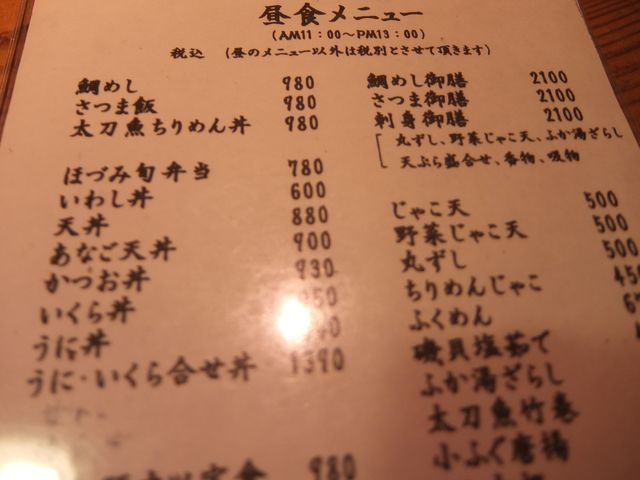 昼食メニュー
(AM11:00～PM13:00)
税込 (昼のメニュー以外は税別とさせて頂きます)
鯛めし 980
さつま飯 980
太刀魚ちりめん丼 980
ほづみ旬弁当 780
いわし丼 600
天丼 880
あなご天丼 900
かつお丼 930
いくら丼
うに丼
うに・いくら合せ丼 1390
定食 980
鯛めし御膳 2100
さつま御膳 2100
刺身御膳 2100
丸ずし、野菜じゃこ天、ふか湯ざらし
天ぷら盛合せ、香物、吸物
じゃこ天 500
野菜じゃこ天 500
丸ずし 500
ちりめんじゃこ 450
ふくめん
磯貝塩茹で
ふか湯ざらし
太刀魚竹巻
小ふぐ唐揚